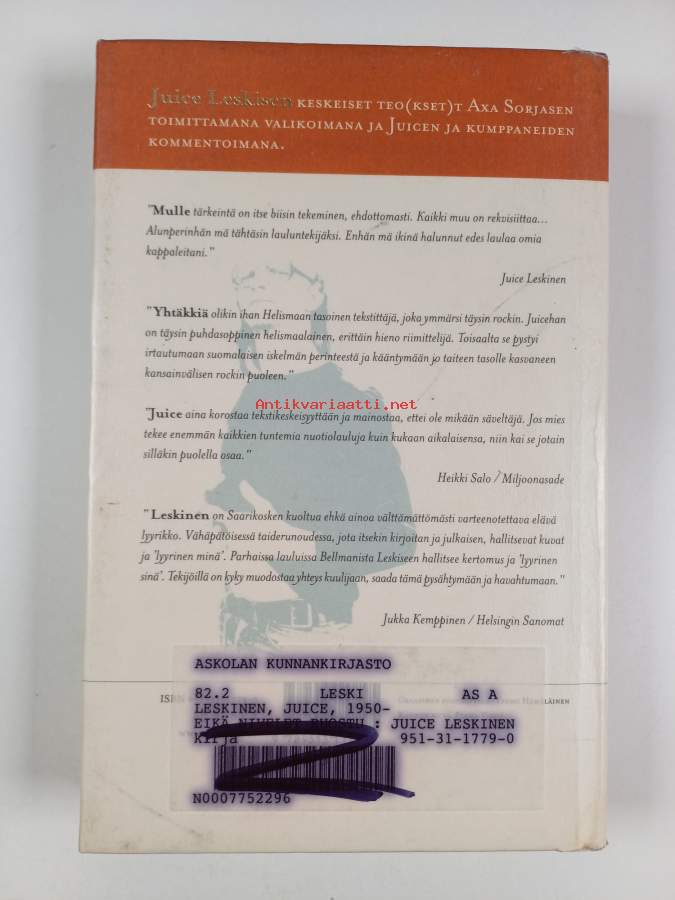 Juice Leskisen KESKEISET TEO(KSET)T AXA SORJASEN
TOIMITTAMANA VALIKOIMANA JA JUICEN JA KUMPPANEIDEN
KOMMENTOIMANA.
"Mulle tärkeintä on itse biisin tekeminen, ehdottomasti. Kaikki muu on rekvisiittaa...
Alunperinhän mä tähtäsin lauluntekijäksi. Enhän mä ikinä halunnut edes laulaa omia
kappaleitani."
Juice Leskinen
"Yhtäkkiä olikin ihan Helismaan tasoinen tekstittäjä, joka ymmärsi täysin rockin. Juicehan
on täysin puhdasoppinen helismaalainen, erittäin hieno riimittelijä. Toisaalta se pystyi
irtautumaan suomalaisen iskelmän perinteestä ja kääntymään jo taiteen tasolle kasvaneen
kansainvälisen rockin puoleen."
Antikvariaatti.net
"Juice aina korostaa tekstikeskeisyyttään ja mainostaa, ettei ole mikään säveltäjä. Jos mies
tekee enemmän kaikkien tuntemia nuotiolauluja kuin kukaan aikalaisensa, niin kai se jotain
silläkin puolella osaa."
Heikki Salo / Miljoonasade
"Leskinen on Saarikosken kuoltua ehkä ainoa välttämättömästi varteenotettava elävä
lyyrikko. Vähäpätöisessä taiderunoudessa, jota itsekin kirjoitan ja julkaisen, hallitsevat kuvat
ja 'lyyrinen minä'. Parhaissa lauluissa Bellmanista Leskiseen hallitsee kertomus ja 'lyyrinen
sinä'. Tekijöillä on kyky muodostaa yhteys kuulijaan, saada tämä pysähtymään ja havahtumaan."
Jukka Kemppinen / Helsingin Sanomat
ASKOLAN KUNNANKIRJASTO
82.2 LESKI AS A
LESKINEN, JUICE, 1950-
EIKÄ NIVELET RUOSTU : JUICE LESKINEN
Kirja 951-31-1779-0
N0007752296